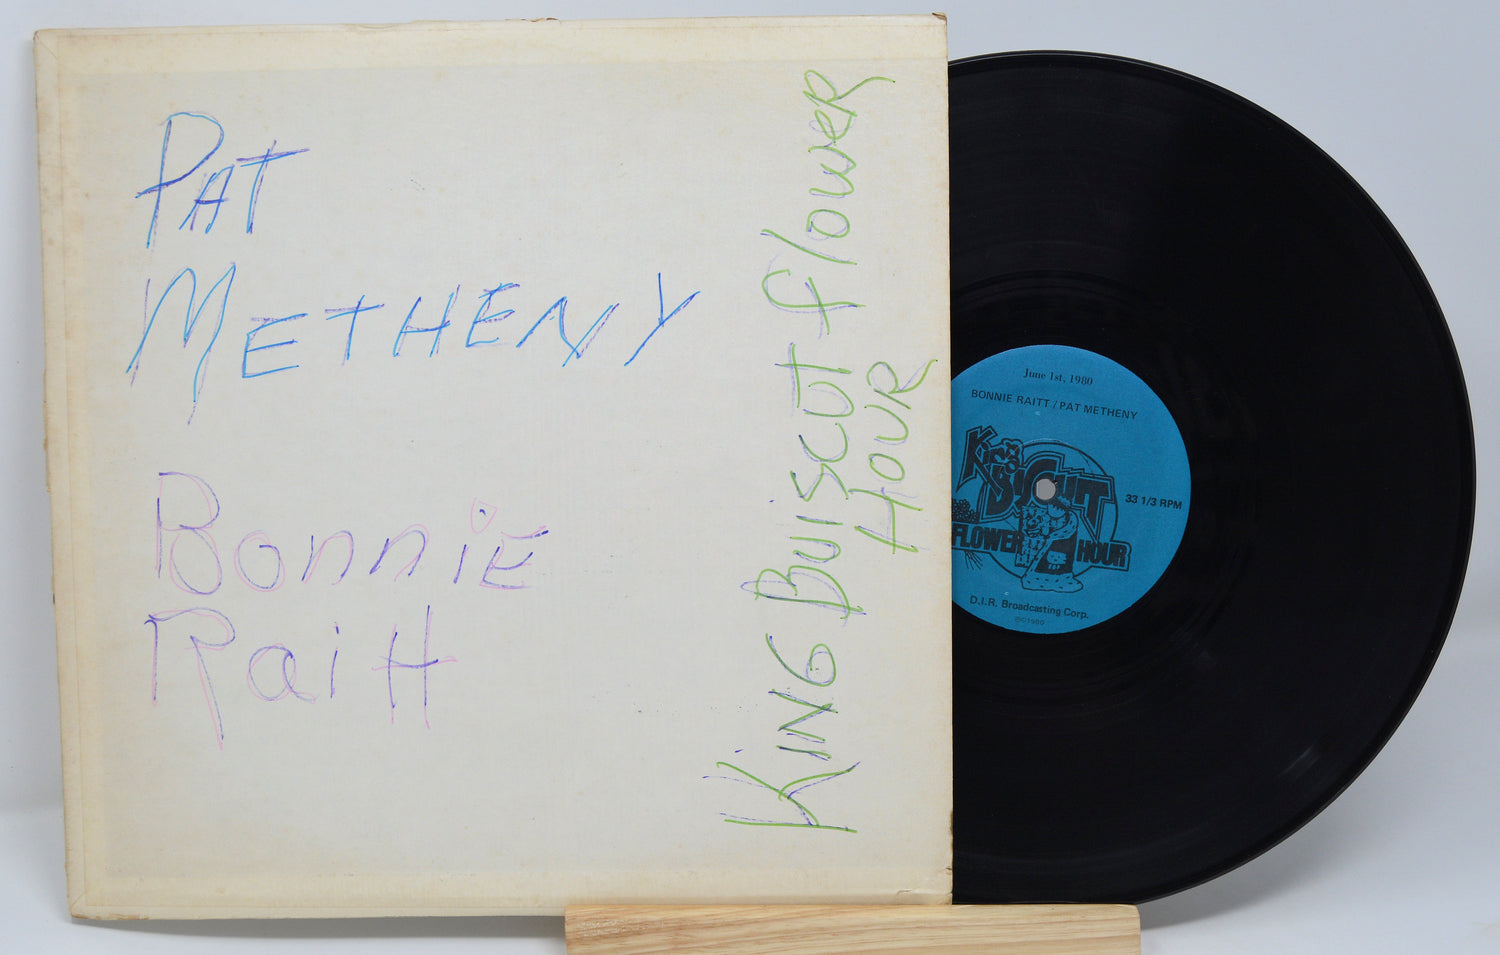 Pat
Metheny
Bonnie
Raitt
King Buiscut flower
Hour
June 1st, 1980
BONNIE RAITT / PAT METHENY
King
BISCUIT
33 1/3 RPM
FLOWER HOUR
D.I.R. Broadcasting Corp.
℗©1980